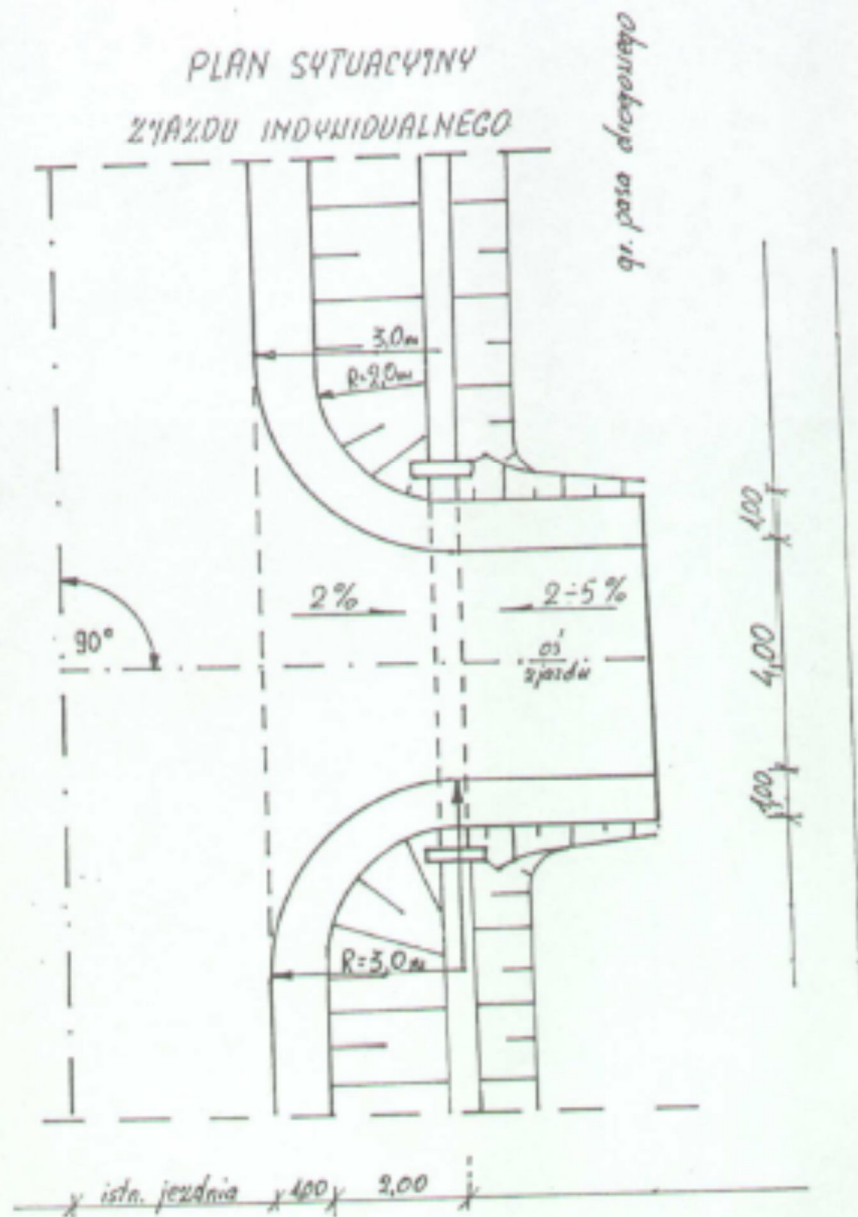 PLAN SYTUACYJNY
ZJAZDU INDYWIDUALNEGO
gr. pasa drogowego
3,0m
R=2,0m
1,00
2%
2÷5%
90°
oś
zjazdu
4,00
1,00
R=3,0m
istn. jezdnia
1,00
2,00